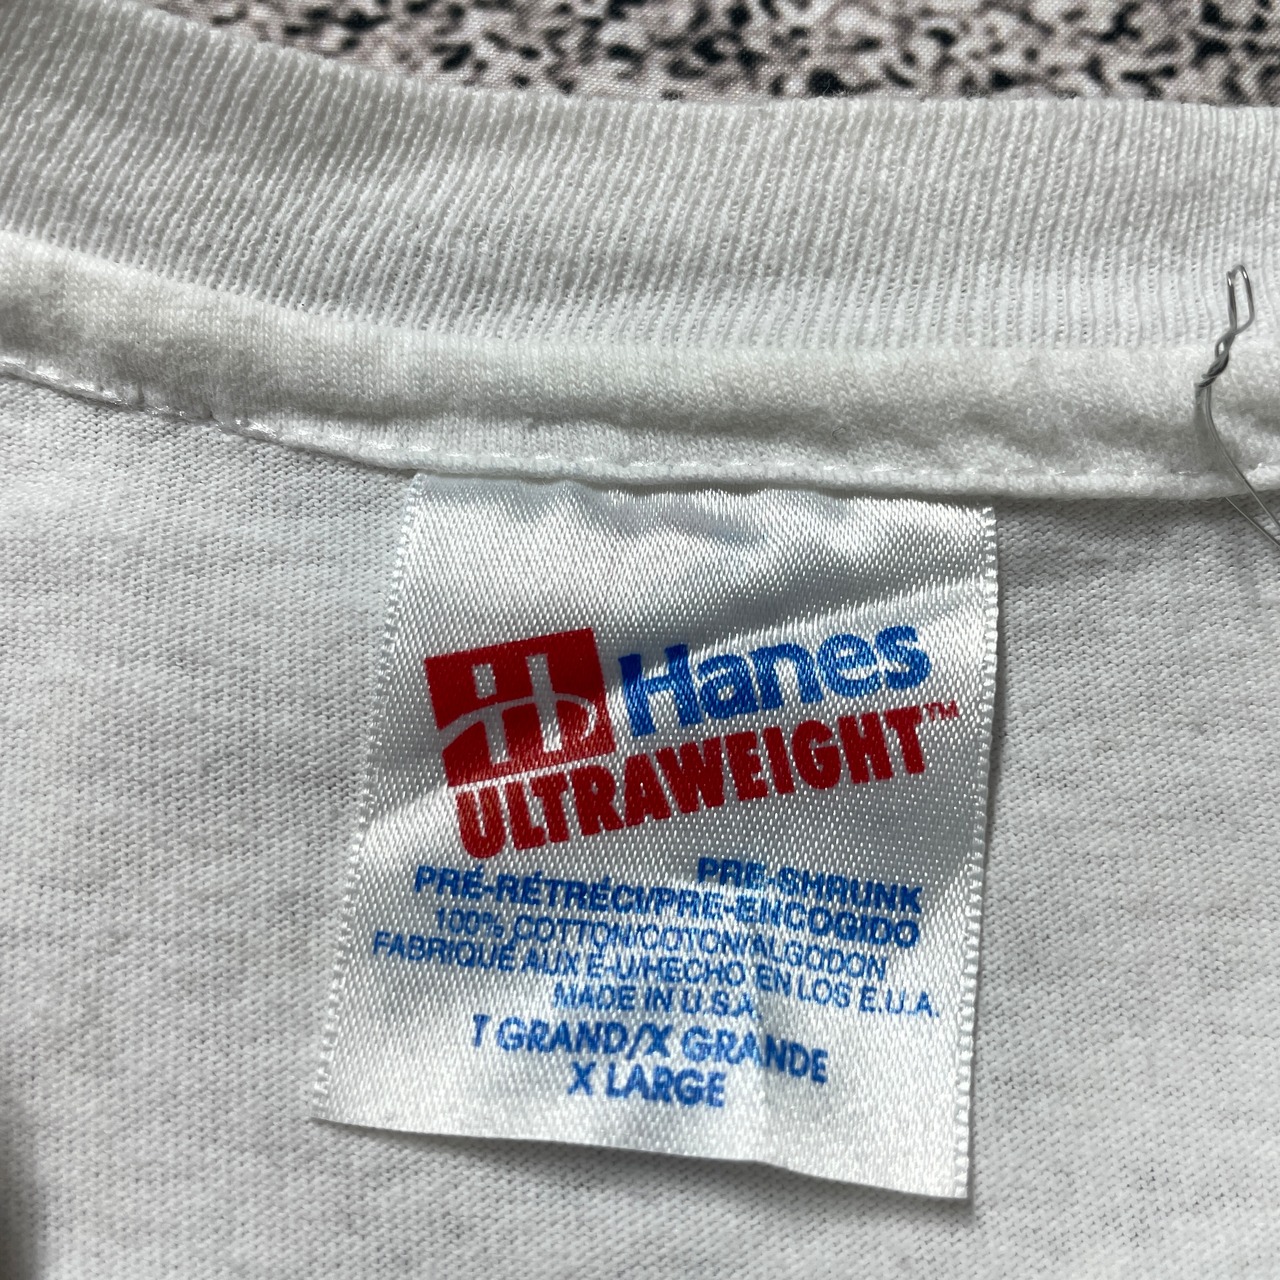 Hanes
ULTRAWEIGHT™
PRE-SHRUNK
PRÉ-RÉTRÉCI/PRE-ENCOGIDO
100% COTTON/COTON/ALGODON
FABRIQUÉ AUX E-U/HECHO EN LOS E.U.A.
MADE IN U.S.A.
T GRAND/X GRANDE
X LARGE